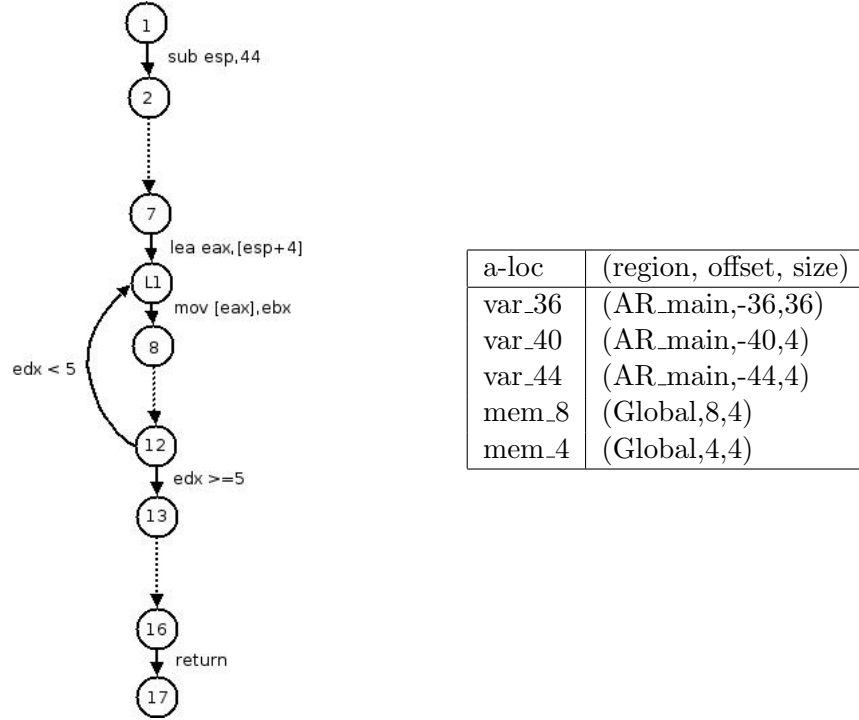 1
sub esp,44
2
7
lea eax,[esp+4]
L1
mov [eax],ebx
8
edx < 5
12
edx >=5
13
16
return
17
a-loc (region, offset, size)
var_36 (AR_main,-36,36)
var_40 (AR_main,-40,4)
var_44 (AR_main,-44,4)
mem_8 (Global,8,4)
mem_4 (Global,4,4)